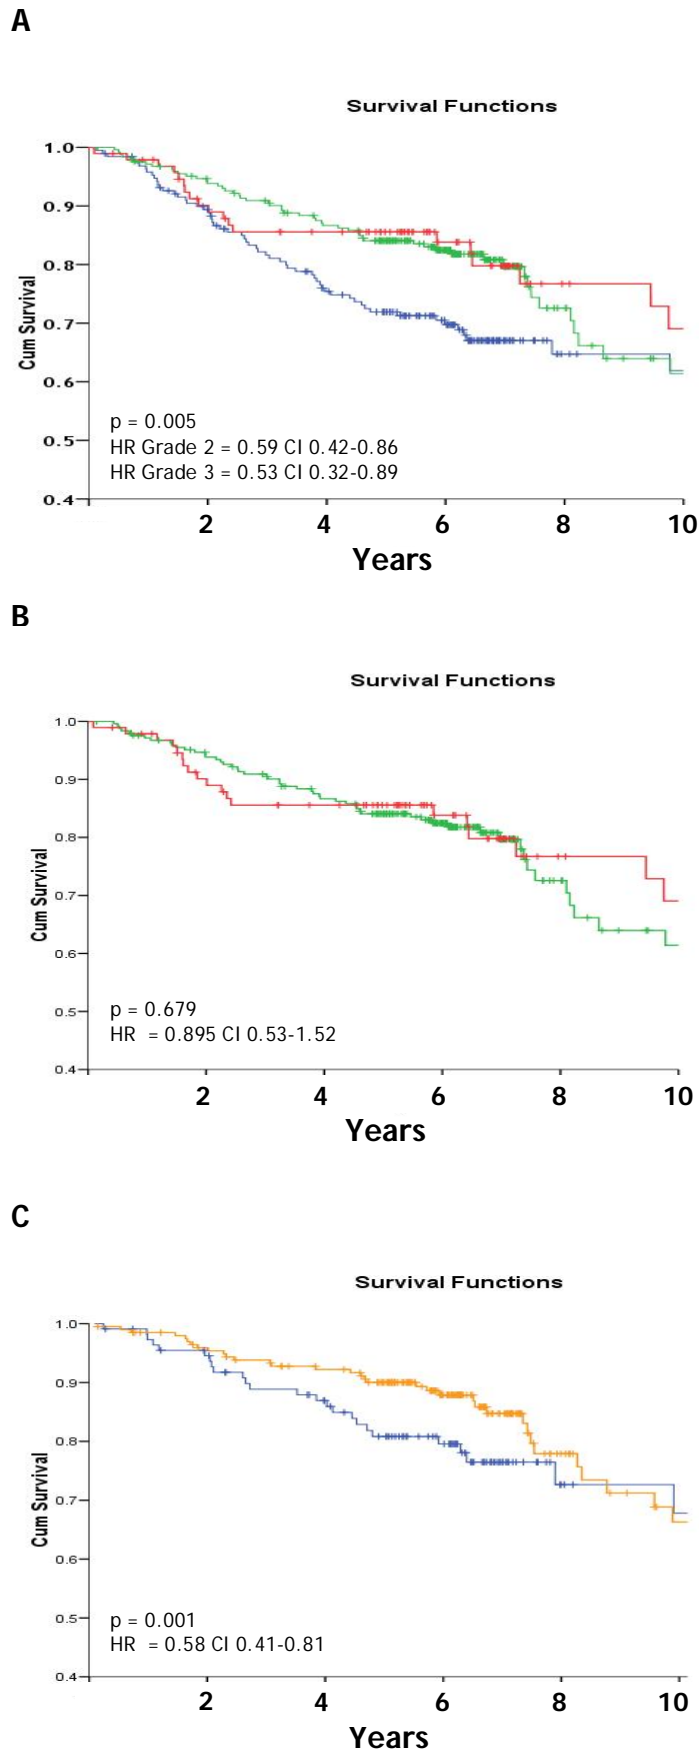 A
Survival Functions
1.0
0.9
0.8
0.7
0.6
0.5
0.4
Cum Survival
p = 0.005
HR Grade 2 = 0.59 CI 0.42-0.86
HR Grade 3 = 0.53 CI 0.32-0.89
2 4 6 8 10
Years
B
Survival Functions
1.0
0.9
0.8
0.7
0.6
0.5
0.4
Cum Survival
p = 0.679
HR = 0.895 CI 0.53-1.52
2 4 6 8 10
Years
C
Survival Functions
1.0
0.9
0.8
0.7
0.6
0.5
0.4
Cum Survival
p = 0.001
HR = 0.58 CI 0.41-0.81
2 4 6 8 10
Years